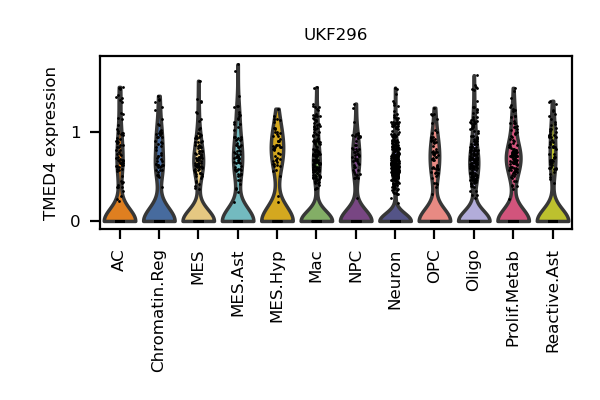 UKF296
TMED4 expression
1
0
AC
Chromatin.Reg
MES
MES.Ast
MES.Hyp
Mac
NPC
Neuron
OPC
Oligo
Prolif.Metab
Reactive.Ast